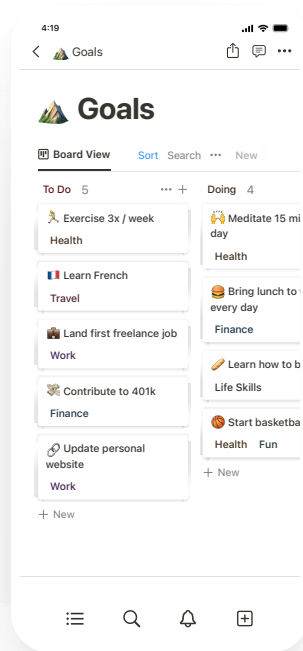 4:19
Goals
Goals
Board View Sort Search ••• New
To Do 5
Exercise 3x / week
Health
Learn French
Travel
Land first freelance job
Work
Contribute to 401k
Finance
Update personal
website
Work
+ New
Doing 4
Meditate 15
day
Health
Bring lunch to
every day
Finance
Learn how to
Life Skills
Start
Health Fun
+ New